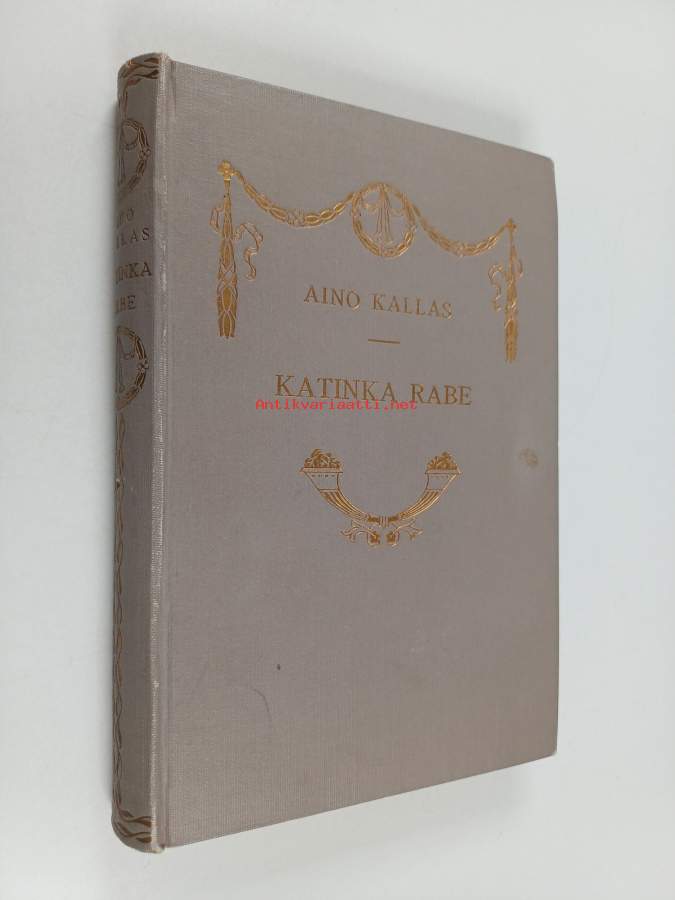 AINO KALLAS
KATINKA RABE
Antikvariaatti.net